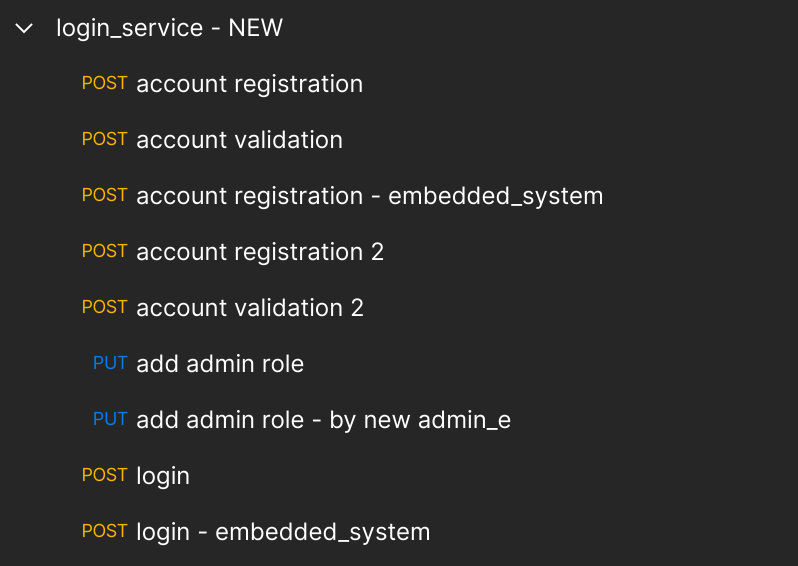 login_service - NEW
POST account registration
POST account validation
POST account registration - embedded_system
POST account registration 2
POST account validation 2
PUT add admin role
PUT add admin role - by new admin_e
POST login
POST login - embedded_system